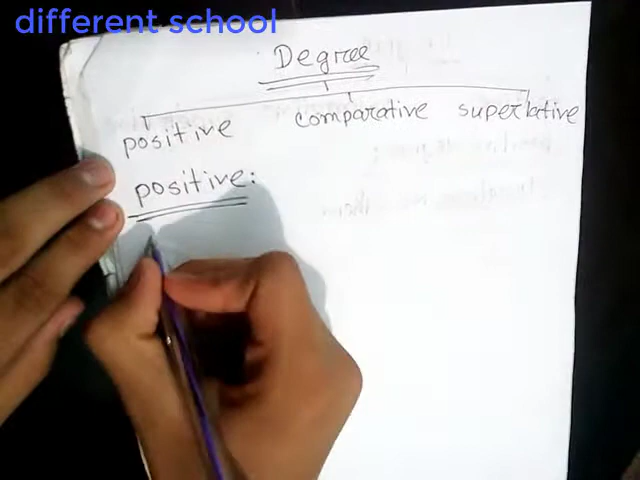 different school
Degree
positive comparative superlative
positive: